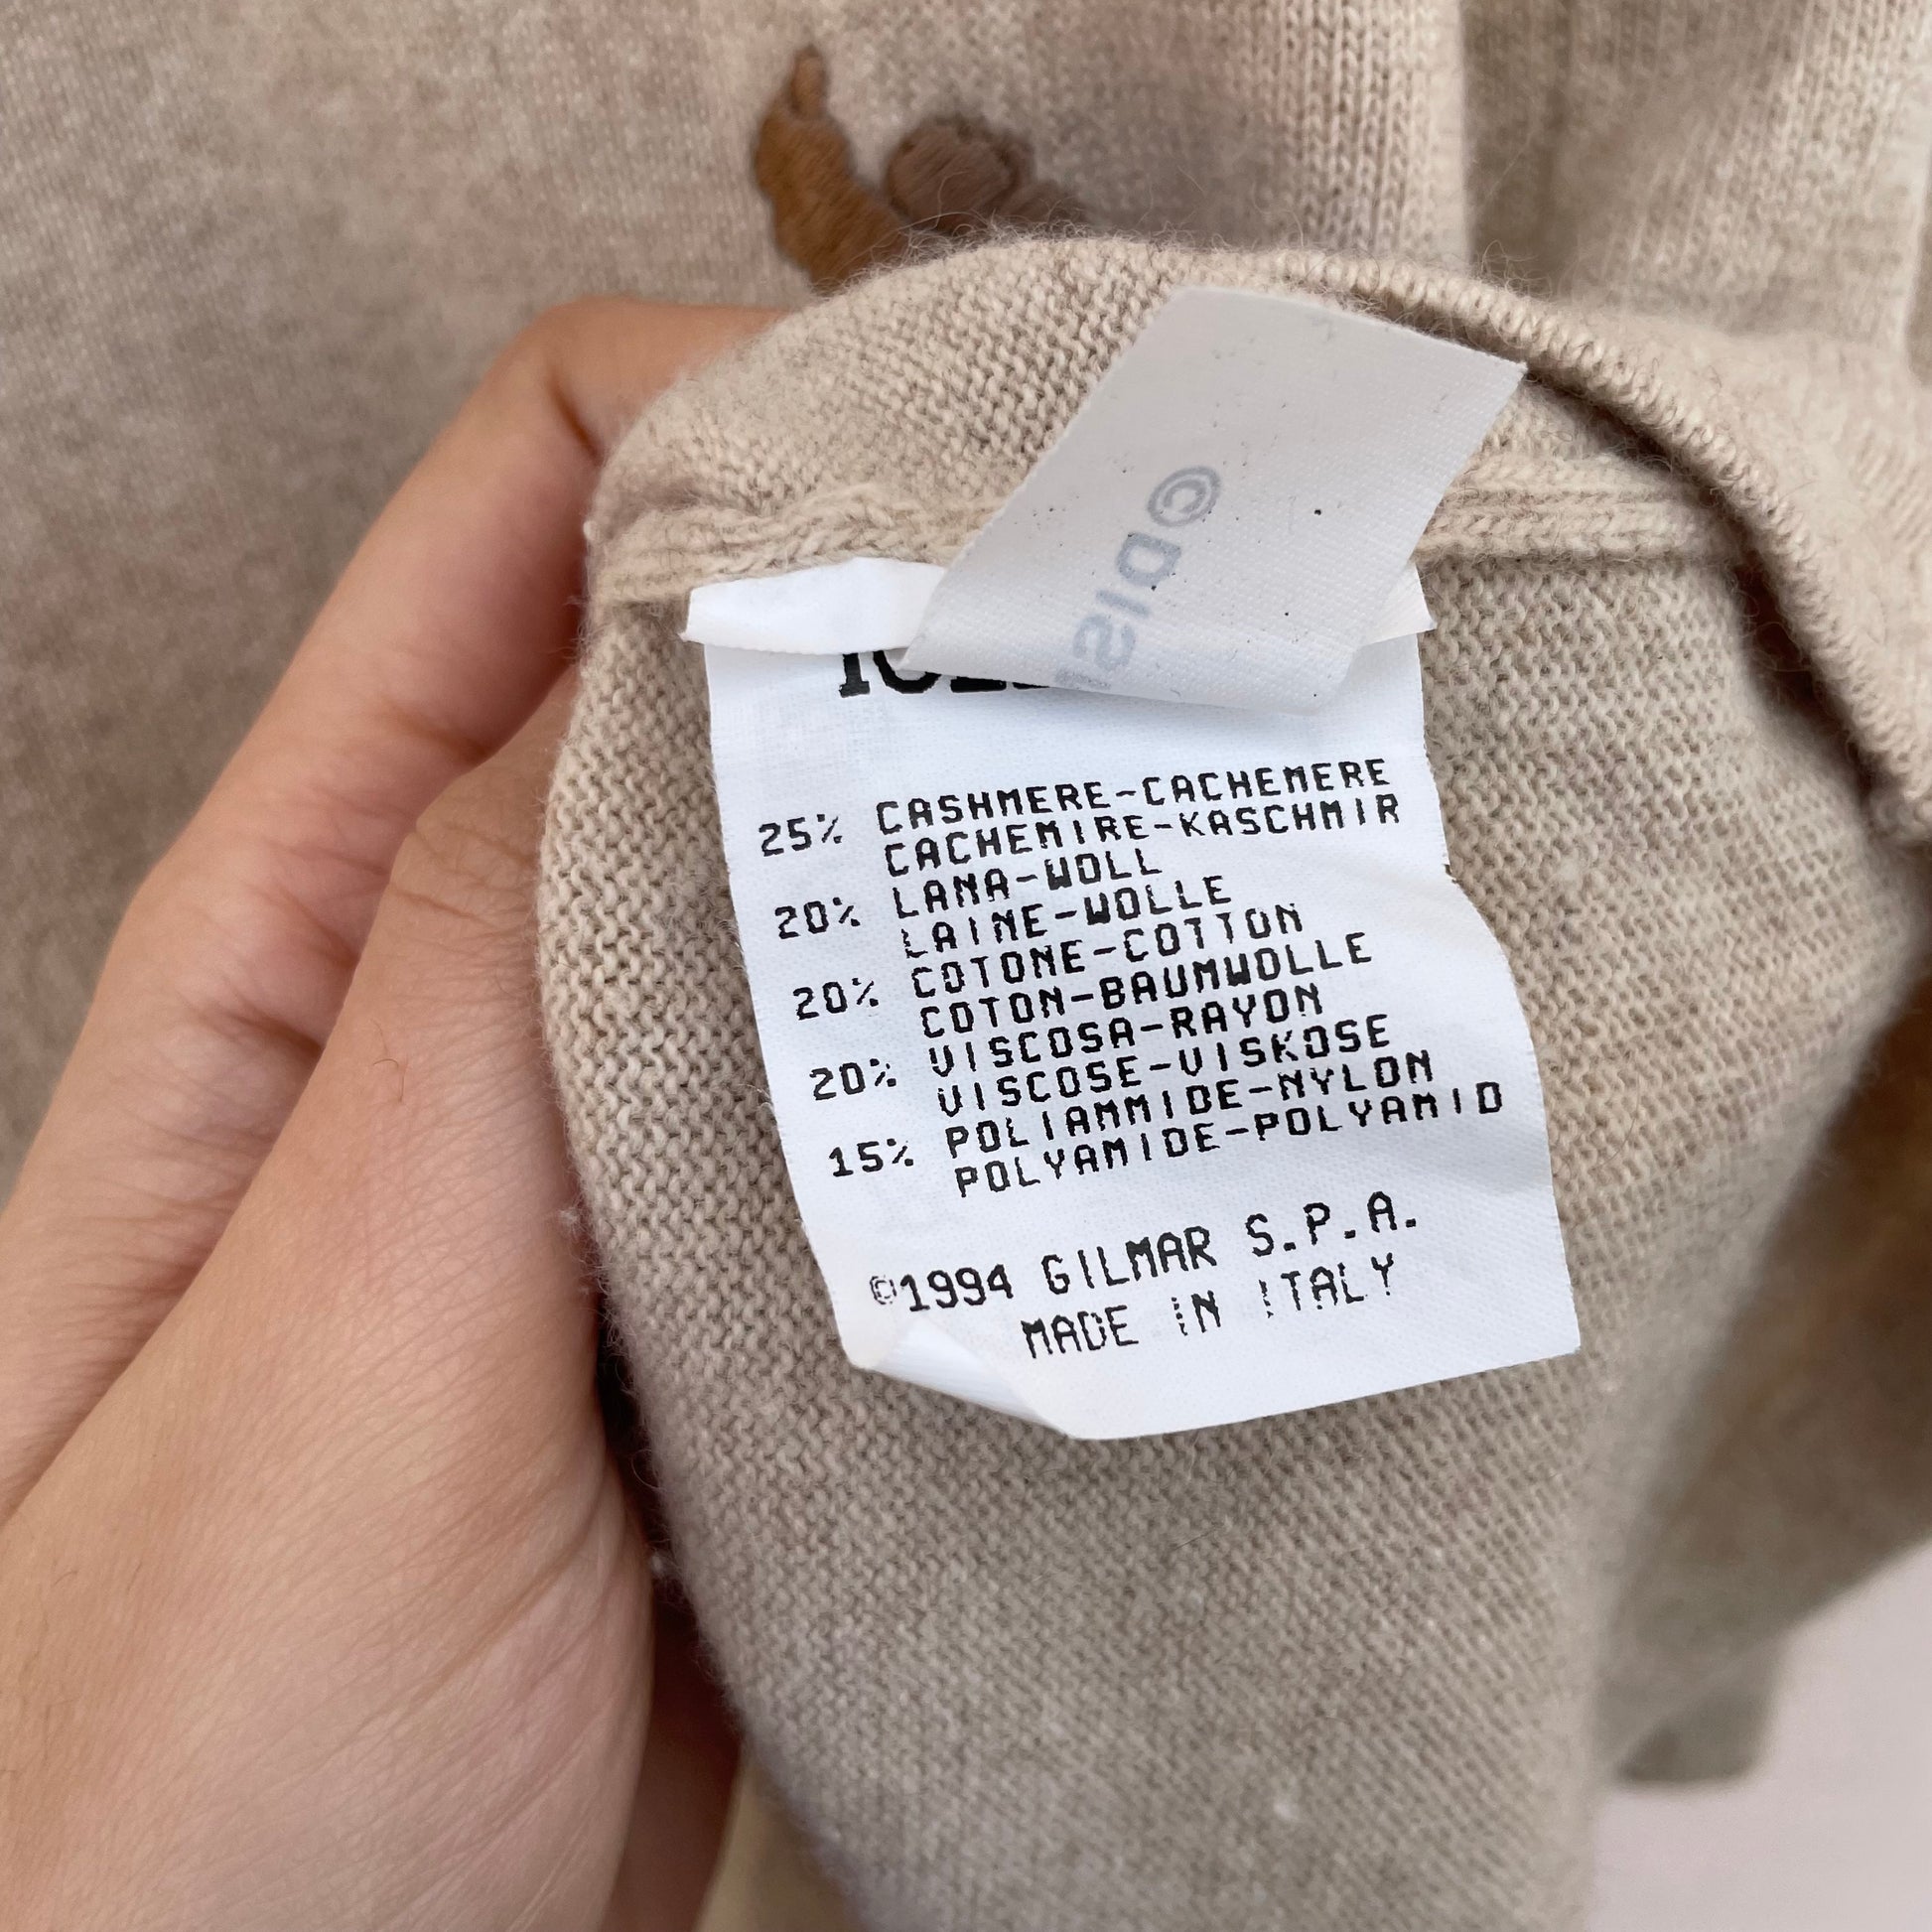 ©DIS
25% CASHMERE-CACHEMERE
CACHEMIRE-KASCHMIR
20% LANA-WOLL
LAINE-WOLLE
20% COTONE-COTTON
COTON-BAUMWOLLE
20% VISCOSA-RAYON
VISCOSE-VISKOSE
15% POLIAMMIDE-NYLON
POLYAMIDE-POLYAMID
©1994 GILMAR S.P.A.
MADE IN ITALY